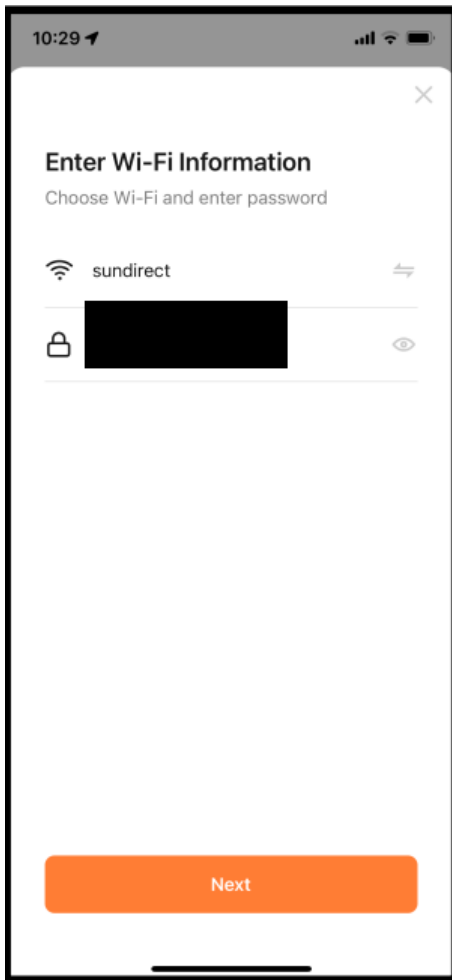 10:29
Enter Wi-Fi Information
Choose Wi-Fi and enter password
sundirect
Next